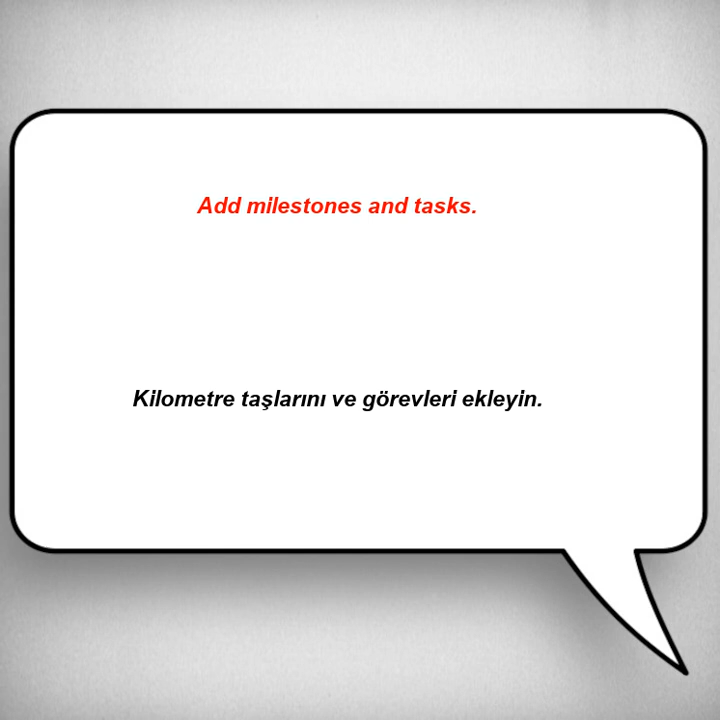 Add milestones and tasks.
Kilometre taşlarını ve görevleri ekleyin.